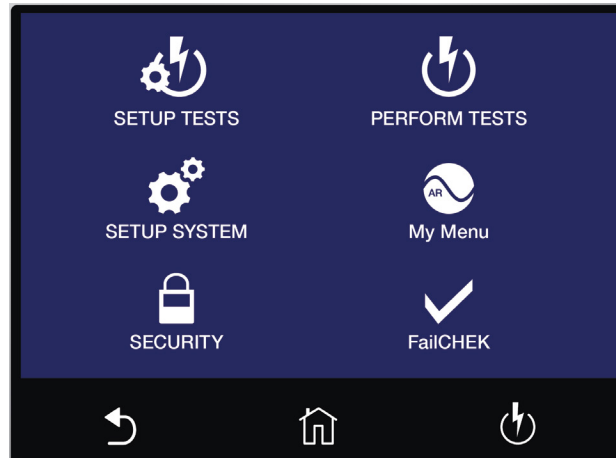 SETUP TESTS
PERFORM TESTS
SETUP SYSTEM
AR
My Menu
SECURITY
FailCHEK